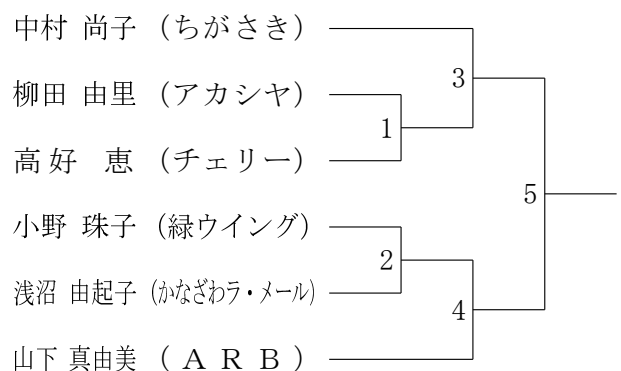 中村 尚子 (ちがさき)
3
柳田 由里 (アカシヤ)
1
高好 恵 (チェリー)
5
小野 珠子 (緑ウイング)
2
浅沼 由起子 (かなざわラ・メール)
4
山下 真由美 (ＡＲＢ)